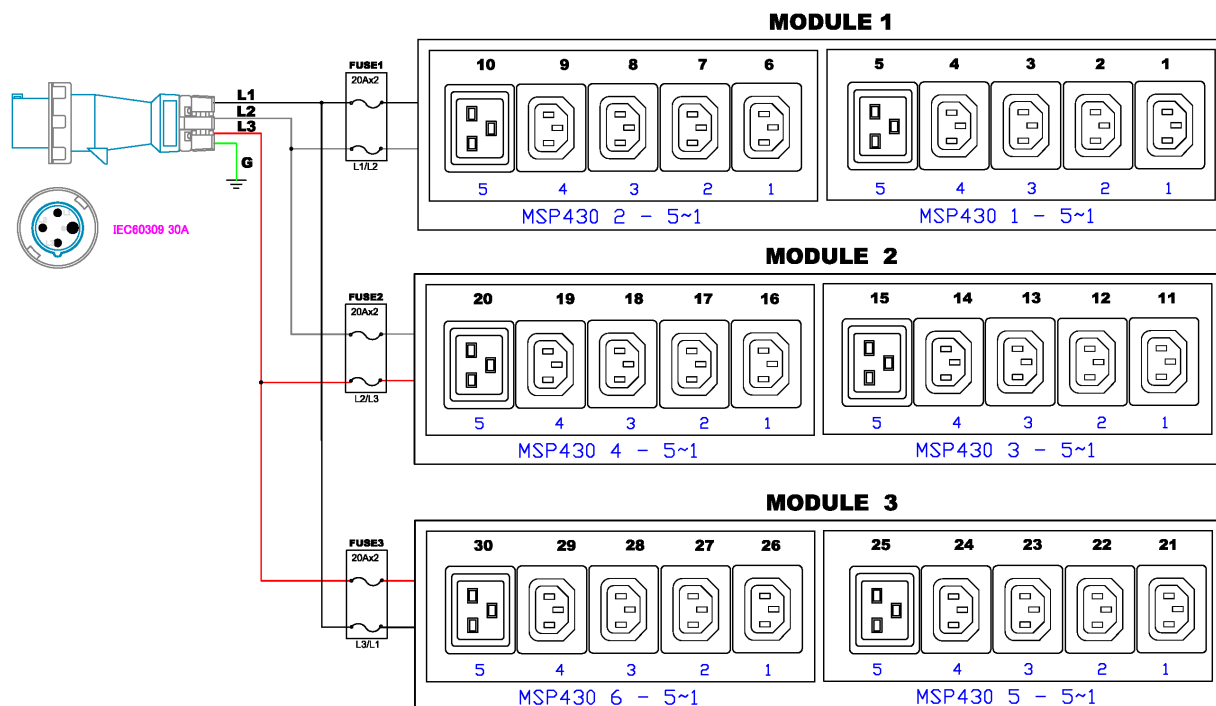 MODULE 1
FUSE1
20Ax2
L1/L2
10 9 8 7 6
5 4 3 2 1
MSP430 2 - 5~1
5 4 3 2 1
5 4 3 2 1
MSP430 1 - 5~1
L1
L2
L3
G
IEC60309 30A
MODULE 2
FUSE2
20Ax2
L2/L3
20 19 18 17 16
5 4 3 2 1
MSP430 4 - 5~1
15 14 13 12 11
5 4 3 2 1
MSP430 3 - 5~1
MODULE 3
FUSE3
20Ax2
L3/L1
30 29 28 27 26
5 4 3 2 1
MSP430 6 - 5~1
25 24 23 22 21
5 4 3 2 1
MSP430 5 - 5~1